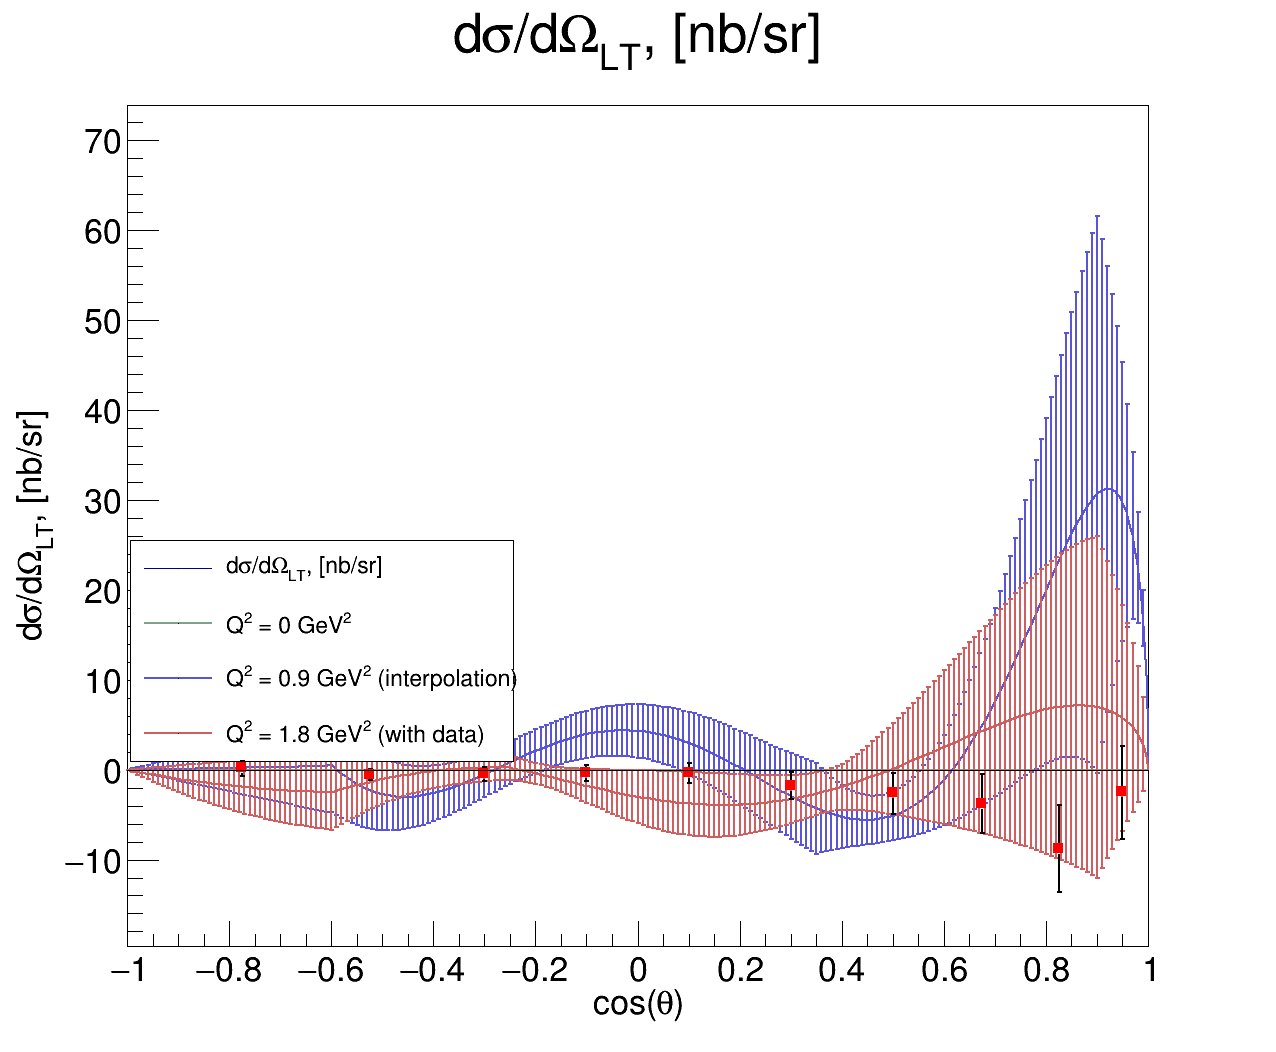 dσ/dΩLT, [nb/sr]
dσ/dΩLT, [nb/sr]
70
60
50
40
30
20
10
0
−10
dσ/dΩLT, [nb/sr]
Q2 = 0 GeV2
Q2 = 0.9 GeV2 (interpolation)
Q2 = 1.8 GeV2 (with data)
−1 −0.8 −0.6 −0.4 −0.2 0 0.2 0.4 0.6 0.8 1
cos(θ)